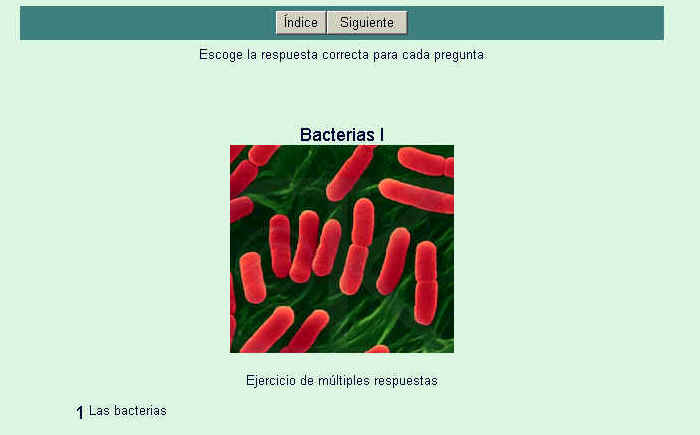 Índice Siguiente
Escoge la respuesta correcta para cada pregunta.
Bacterias I
Ejercicio de múltiples respuestas
1 Las bacterias